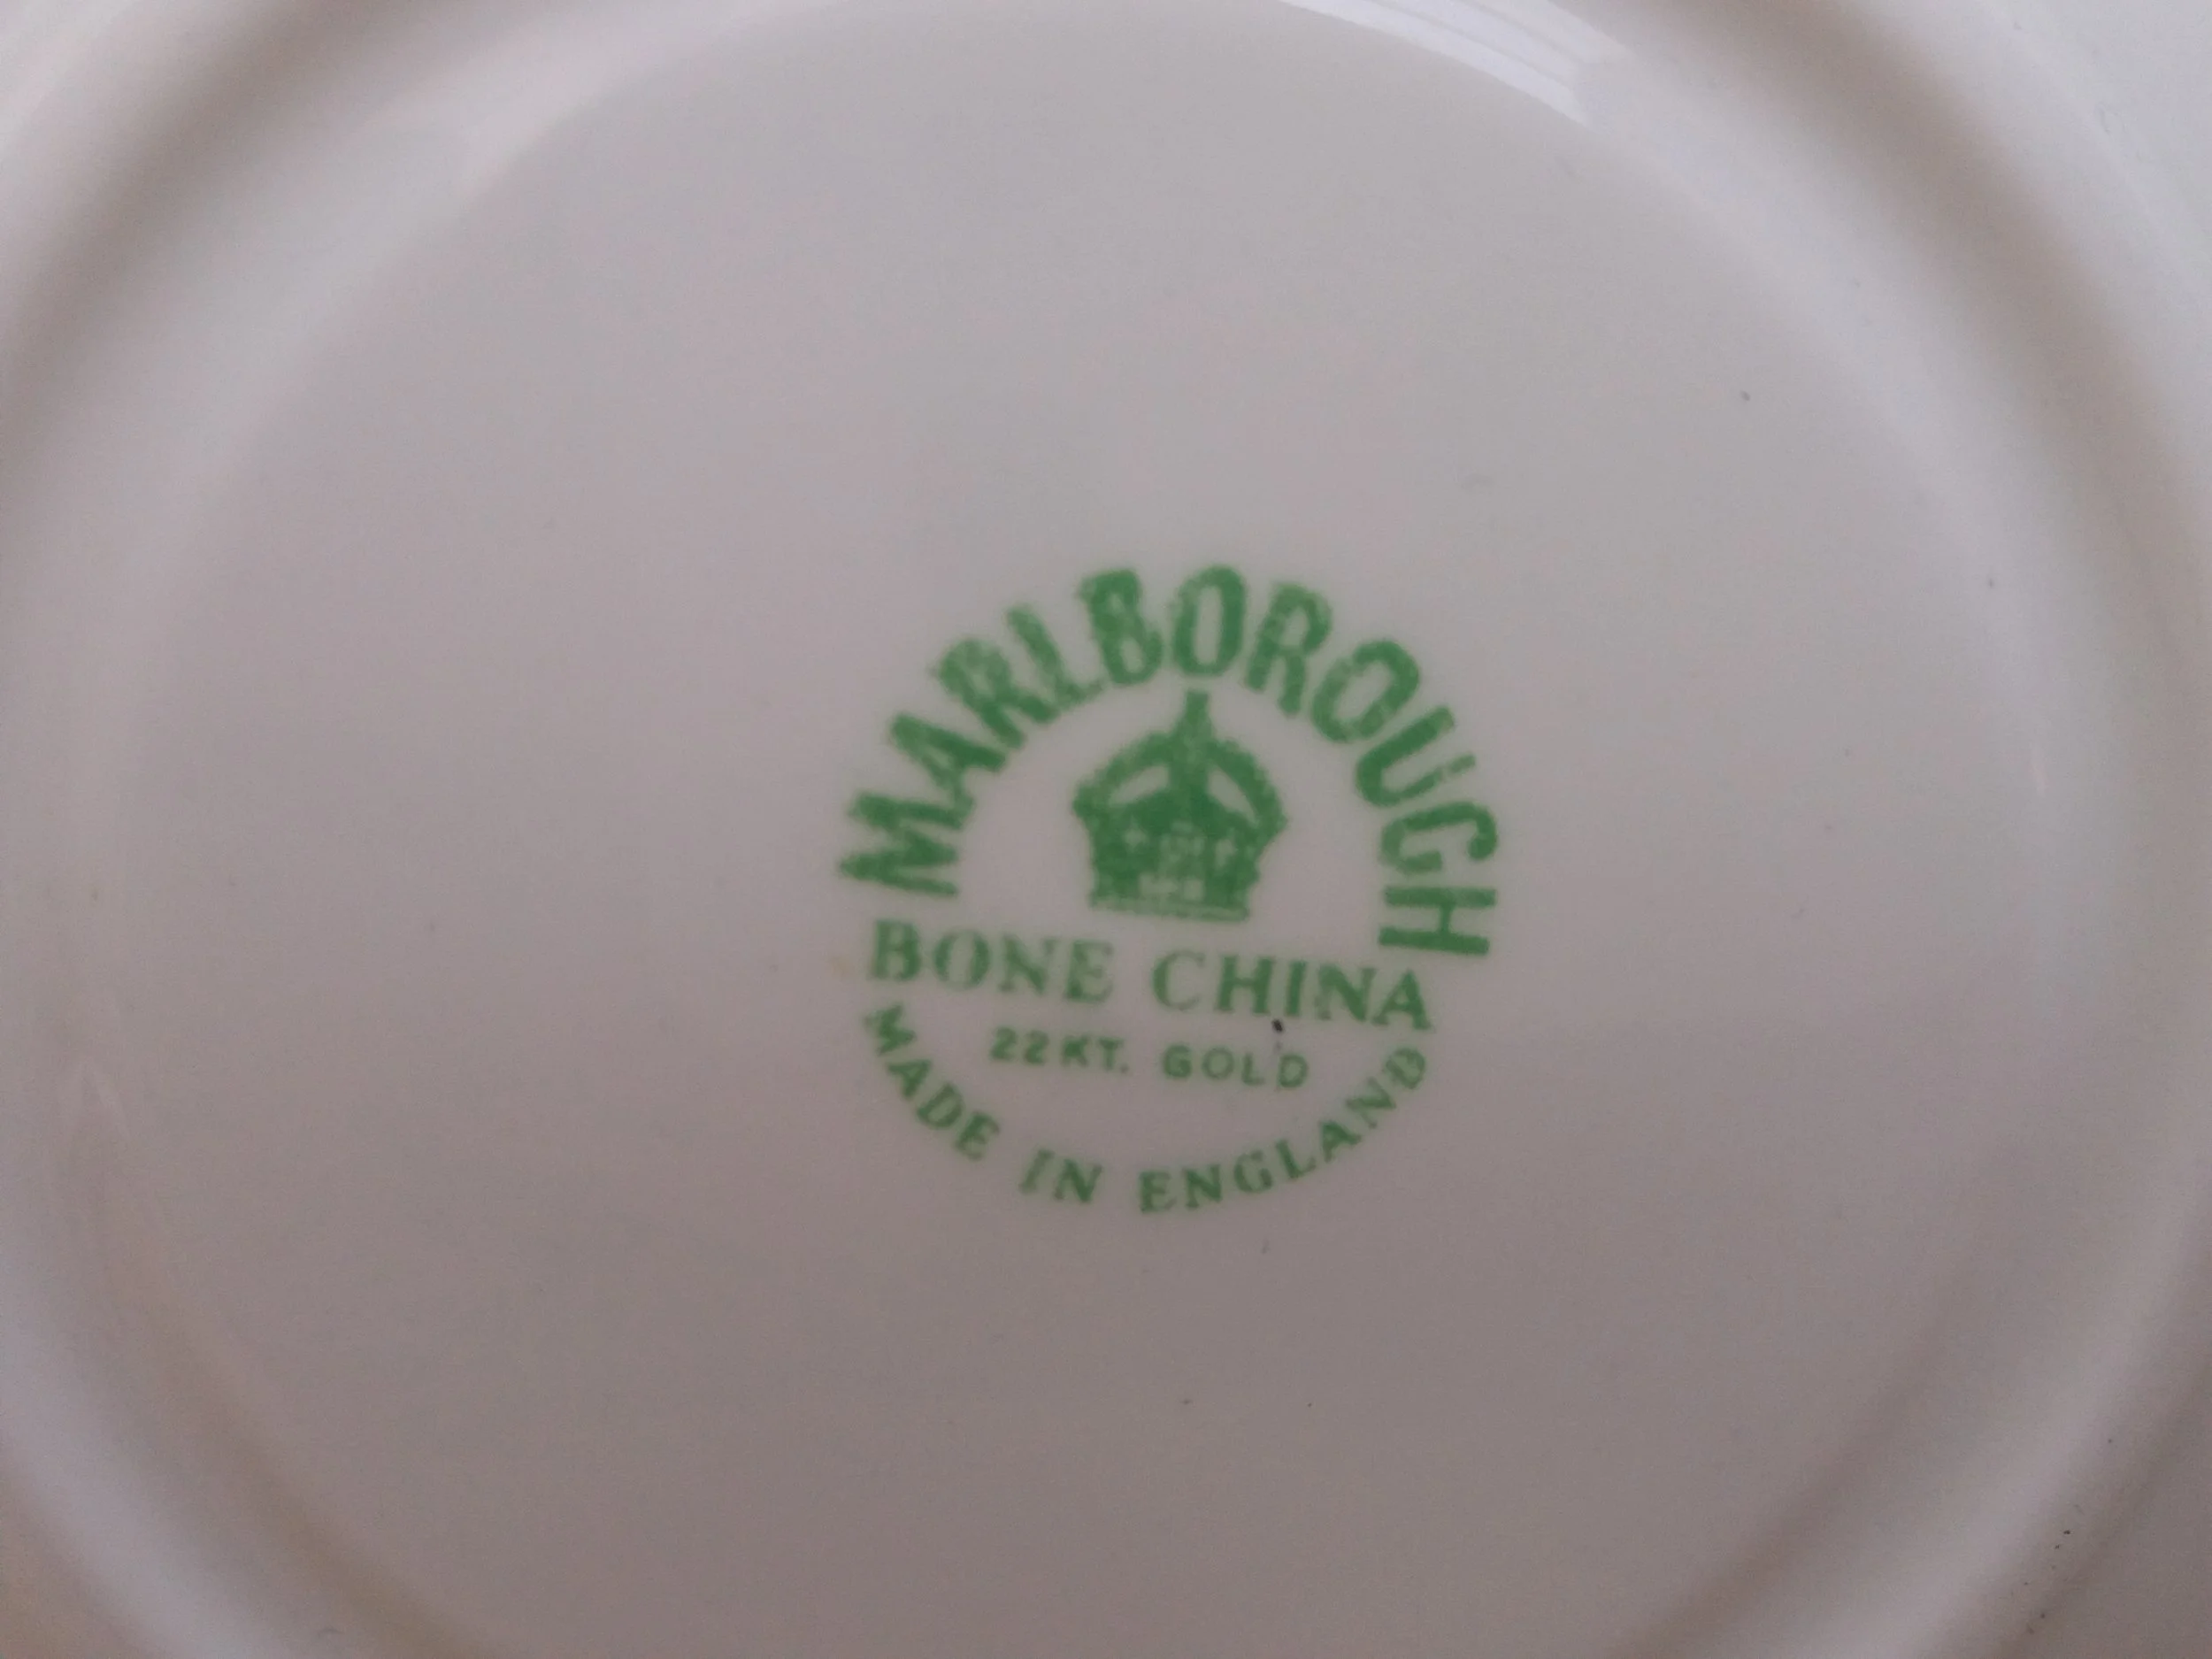 MARLBOROUGH
BONE CHINA
22KT. GOLD
MADE IN ENGLAND